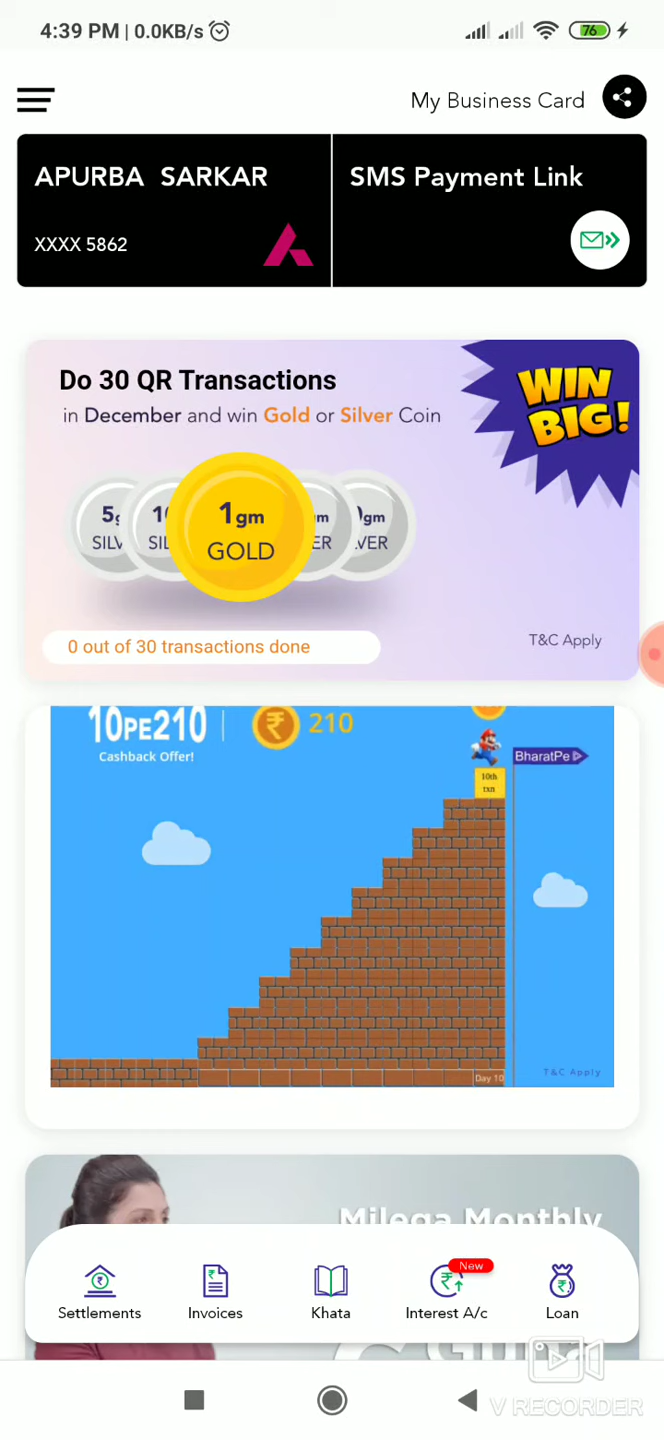 4:39 PM | 0.0KB/s
76
My Business Card
APURBA SARKAR
XXXX 5862
SMS Payment Link
Do 30 QR Transactions
in December and win Gold or Silver Coin
WIN
BIG!
1gm
GOLD
0 out of 30 transactions done
T&C Apply
10PE210
₹ 210
Cashback Offer!
BharatPe
10th
txn
Day 10
T&C Apply
Milega Monthly
New
Settlements
Invoices
Khata
Interest A/c
Loan
V RECORDER